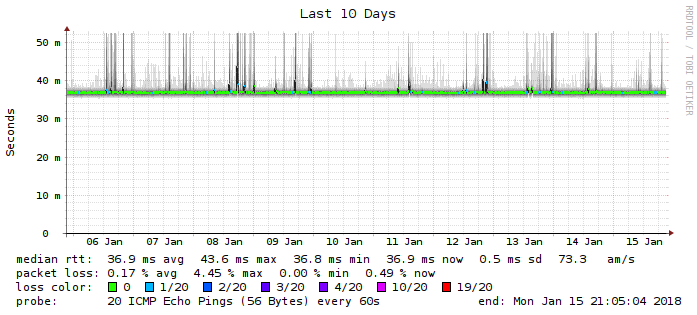 Last 10 Days
RRDTOOL / TOBI OETIKER
Seconds
50 m
40 m
30 m
20 m
10 m
0
06 Jan 07 Jan 08 Jan 09 Jan 10 Jan 11 Jan 12 Jan 13 Jan 14 Jan 15 Jan
median rtt: 36.9 ms avg 43.6 ms max 36.8 ms min 36.9 ms now 0.5 ms sd 73.3 am/s
packet loss: 0.17 % avg 4.45 % max 0.00 % min 0.49 % now
loss color: 0 1/20 2/20 3/20 4/20 10/20 19/20
probe: 20 ICMP Echo Pings (56 Bytes) every 60s end: Mon Jan 15 21:05:04 2018